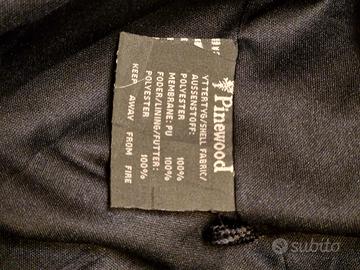 Pinewood
YTTERTYG/SHELL FABRIC/
AUSSENSTOFF:
POLYESTER 100%
MEMBRANE: PU 100%
FODER/LINING/FUTTER:
POLYESTER 100%
KEEP AWAY FROM FIRE
subito